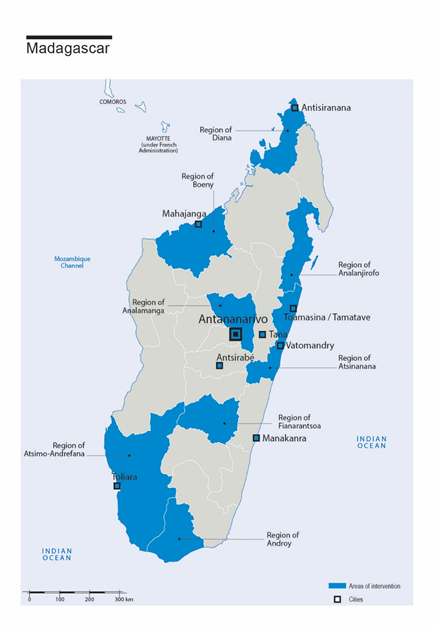 Madagascar
COMOROS
MAYOTTE
(under French
Administration)
Antisiranana
Region of
Diana
Region of
Boeny
Mahajanga
Mozambique
Channel
Region of
Analanjirofo
Region of
Analamanga
Antananarivo
Toamasina / Tamatave
Tana
Vatomandry
Antsirabé
Region of
Atsinanana
Region of
Fianarantsoa
Manakanra
INDIAN
OCEAN
Region of
Atsimo-Andrefana
Toliara
Region of
Androy
INDIAN
OCEAN
Areas of intervention
Cities
0 100 200 300 km